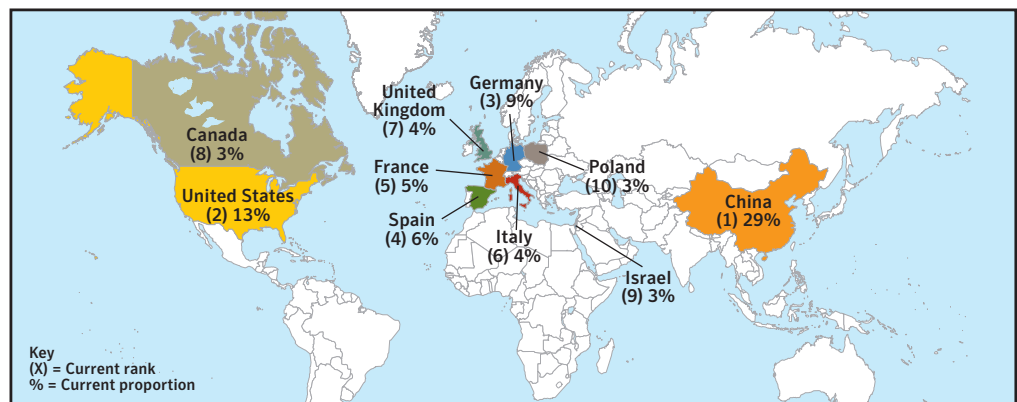 Canada
(8) 3%
United States
(2) 13%
United
Kingdom
(7) 4%
Germany
(3) 9%
France
(5) 5%
Spain
(4) 6%
Italy
(6) 4%
Poland
(10) 3%
Israel
(9) 3%
China
(1) 29%
Key
(X) = Current rank
% = Current proportion